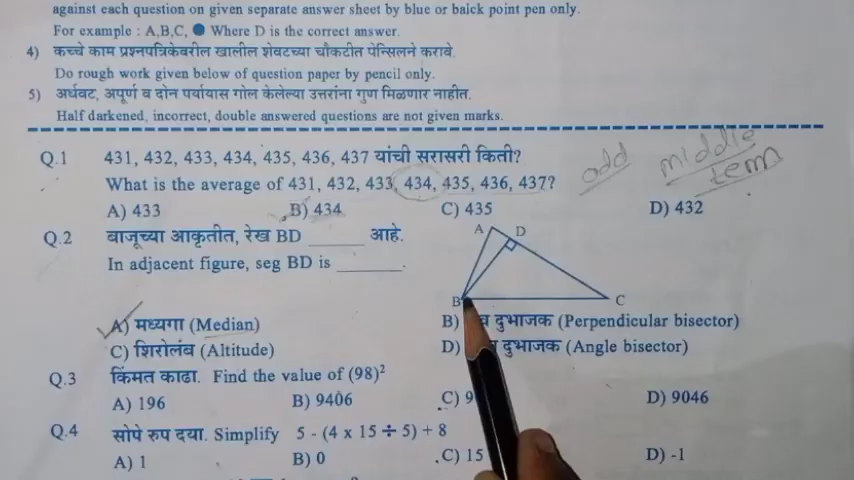 against each question on given separate answer sheet by blue or balck point pen only.
For example : A,B,C, ● Where D is the correct answer.
4) कच्चे काम प्रश्नपत्रिकेवरील खालील शेवटच्या चौकटीत पेन्सिलने करावे.
Do rough work given below of question paper by pencil only.
5) अर्धवट, अपूर्ण व दोन पर्यायास गोल केलेल्या उत्तरांना गुण मिळणार नाहीत.
Half darkened, incorrect, double answered questions are not given marks.
Q.1 431, 432, 433, 434, 435, 436, 437 यांची सरासरी किती?
What is the average of 431, 432, 433, 434, 435, 436, 437?
odd
middle
tem
A) 433 B) 434 C) 435 D) 432
Q.2 बाजूच्या आकृतीत, रेख BD ______ आहे.
In adjacent figure, seg BD is _______
A D
B C
A) मध्यगा (Median) B) दुभाजक (Perpendicular bisector)
C) शिरोलंब (Altitude) D) दुभाजक (Angle bisector)
Q.3 किंमत काढा. Find the value of (98)²
A) 196 B) 9406 C) 9 D) 9046
Q.4 सोपे रुप दया. Simplify 5 - (4 x 15 ÷ 5) + 8
A) 1 B) 0 C) 15 D) -1